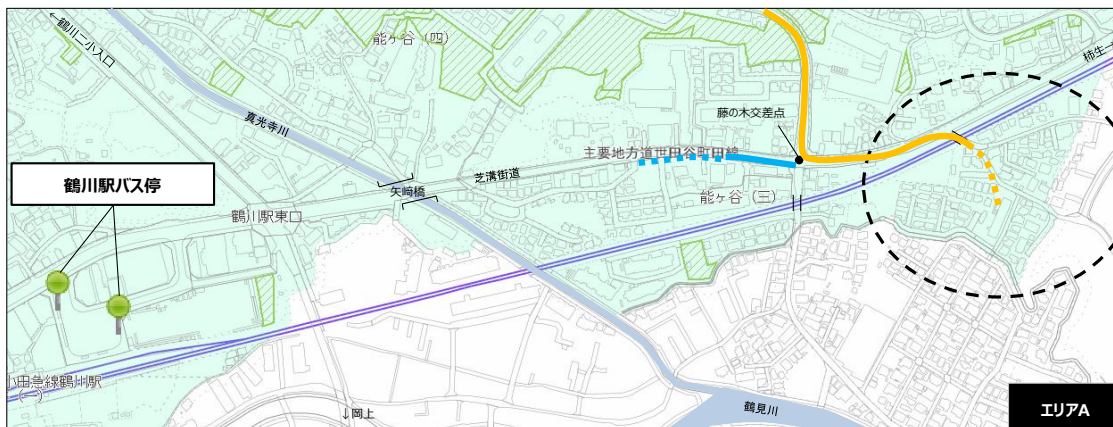 ←鶴川二小入口
能ヶ谷（四）
柿生→
真光寺川
藤の木交差点
主要地方道世田谷町田線
芝溝街道
鶴川駅バス停
矢崎橋
能ヶ谷（三）
鶴川駅東口
小田急線鶴川駅
(一)
↓岡上
鶴見川
エリアA